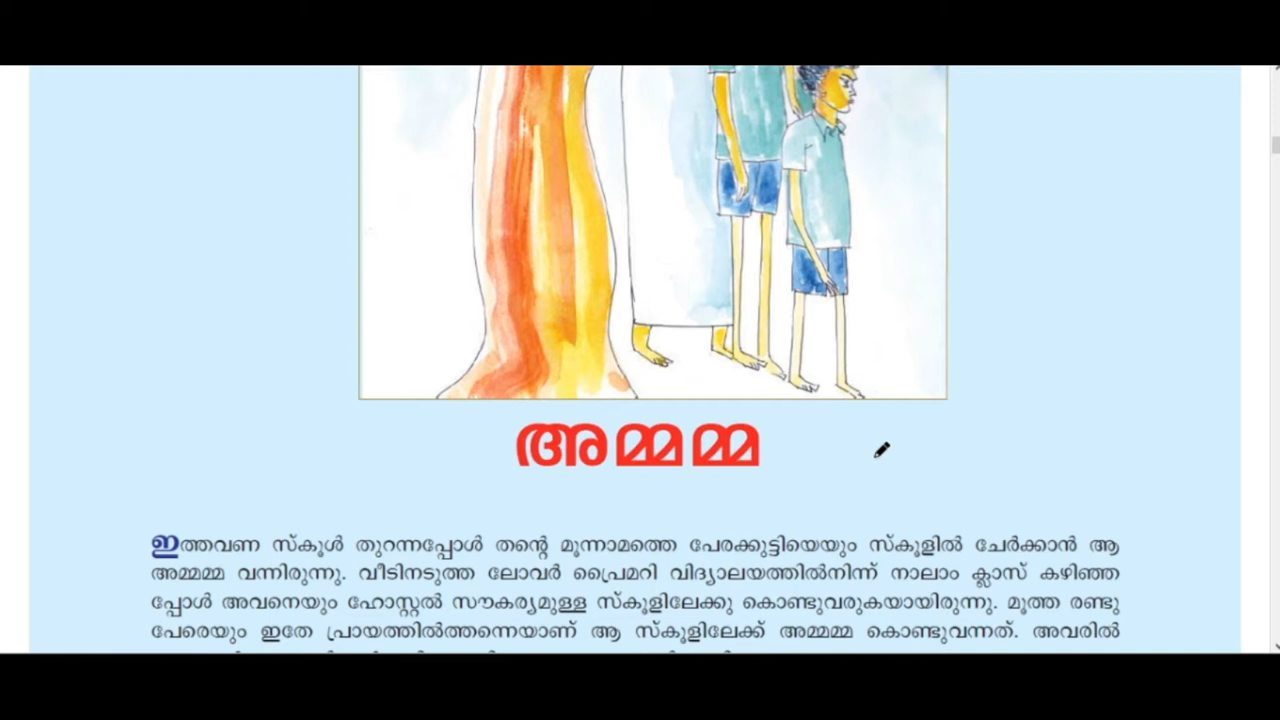 അമ്മമ്മ
ഇത്തവണ സ്കൂൾ തുറന്നപ്പോൾ തന്റെ മൂന്നാമത്തെ പേരക്കുട്ടിയെയും സ്കൂളിൽ ചേർക്കാൻ ആ
അമ്മമ്മ വന്നിരുന്നു. വീടിനടുത്ത ലോവർ പ്രൈമറി വിദ്യാലയത്തിൽനിന്ന് നാലാം ക്ലാസ് കഴിഞ്ഞ
പ്പോൾ അവനെയും ഹോസ്റ്റൽ സൗകര്യമുള്ള സ്കൂളിലേക്കു കൊണ്ടുവരുകയായിരുന്നു. മൂത്ത രണ്ടു
പേരെയും ഇതേ പ്രായത്തിൽത്തന്നെയാണ് ആ സ്കൂളിലേക്ക് അമ്മമ്മ കൊണ്ടുവന്നത്. അവരിൽ